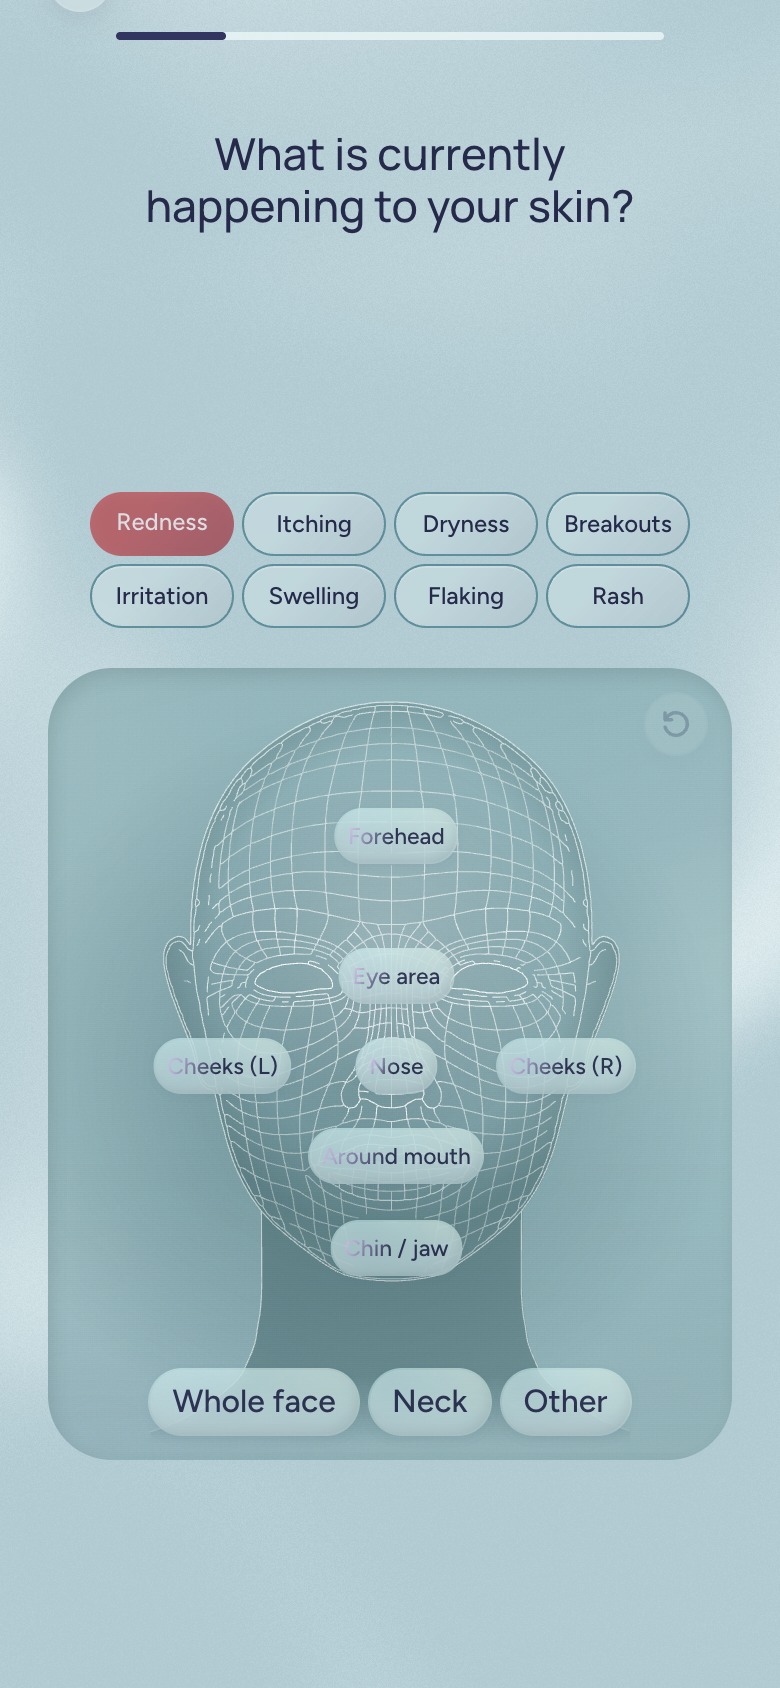 What is currently
happening to your skin?
Redness
Itching
Dryness
Breakouts
Irritation
Swelling
Flaking
Rash
Forehead
Eye area
Cheeks (L)
Nose
Cheeks (R)
Around mouth
Chin / jaw
Whole face
Neck
Other